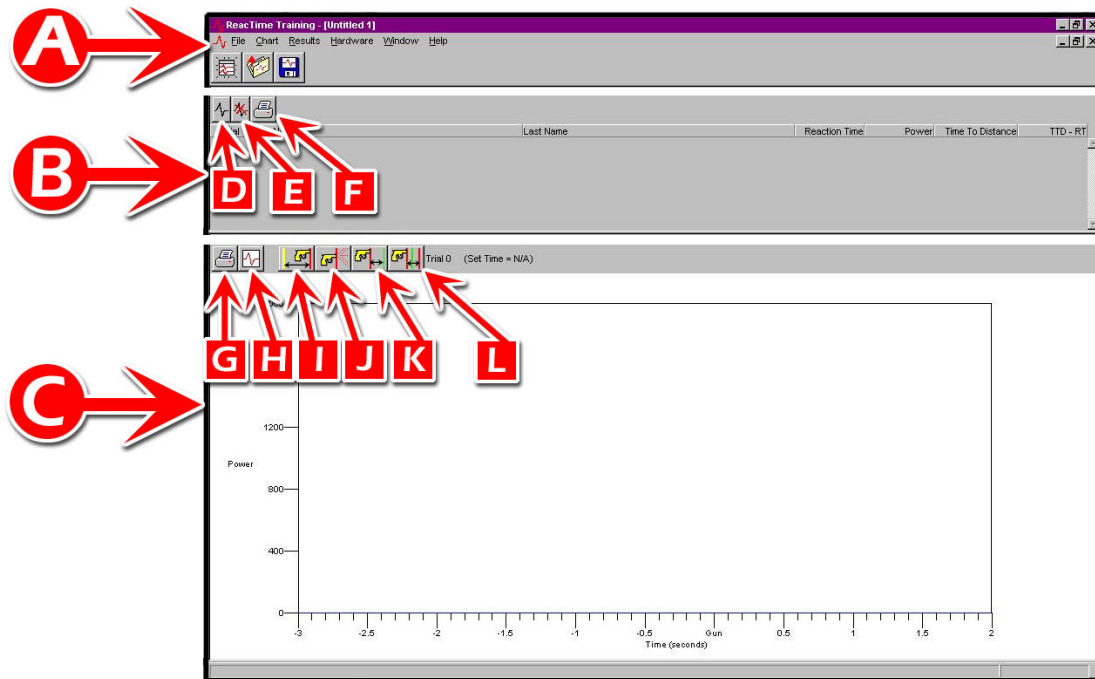 A
ReacTime Training - [Untitled 1]
File Chart Results Hardware Window Help
B
Last Name Reaction Time Power Time To Distance TTD - RT
D E F
Trial 0 (Set Time = N/A)
G H I J K L
C
1200
Power
800
400
0
-3 -2.5 -2 -1.5 -1 -0.5 Gun 0.5 1 1.5 2
Time (seconds)